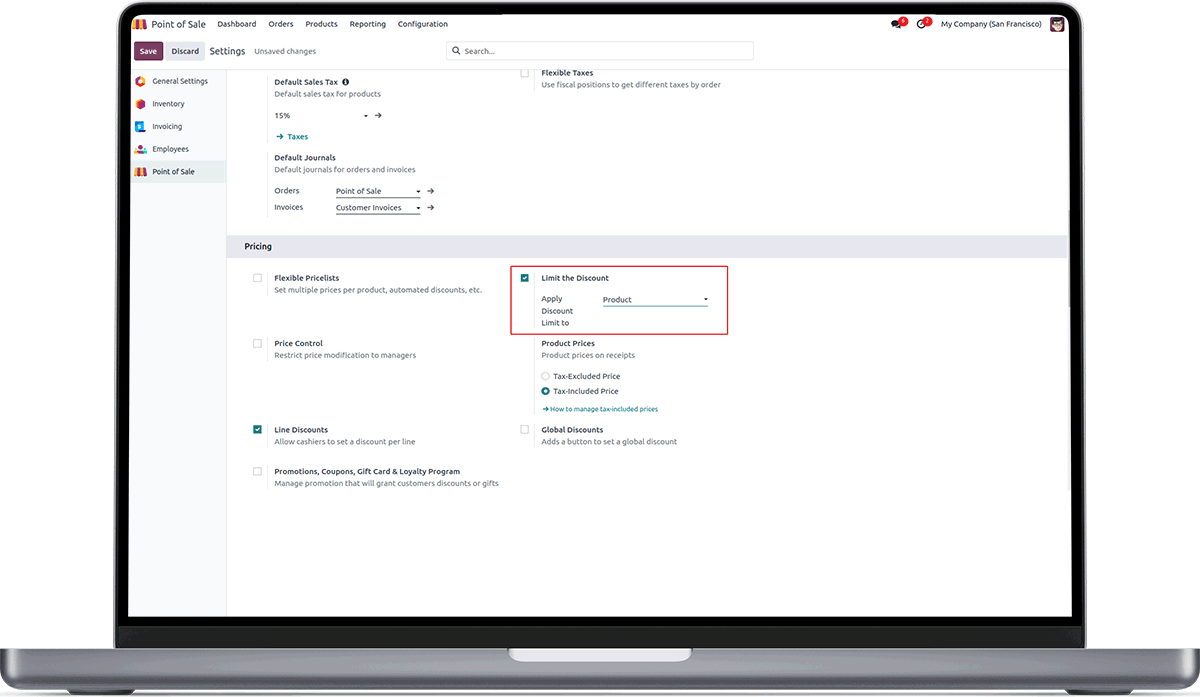 Point of Sale Dashboard Orders Products Reporting Configuration 6 2 My Company (San Francisco)
Save Discard Settings Unsaved changes Search...
General Settings
Inventory
Invoicing
Employees
Point of Sale
Default Sales Tax
Default sales tax for products
15%
Taxes
Flexible Taxes
Use fiscal positions to get different taxes by order
Default Journals
Default journals for orders and invoices
Orders Point of Sale
Invoices Customer Invoices
Pricing
Flexible Pricelists
Set multiple prices per product, automated discounts, etc.
Limit the Discount
Apply Product
Discount
Limit to
Price Control
Restrict price modification to managers
Product Prices
Product prices on receipts
Tax-Excluded Price
Tax-Included Price
How to manage tax-included prices
Line Discounts
Allow cashiers to set a discount per line
Global Discounts
Adds a button to set a global discount
Promotions, Coupons, Gift Card & Loyalty Program
Manage promotion that will grant customers discounts or gifts